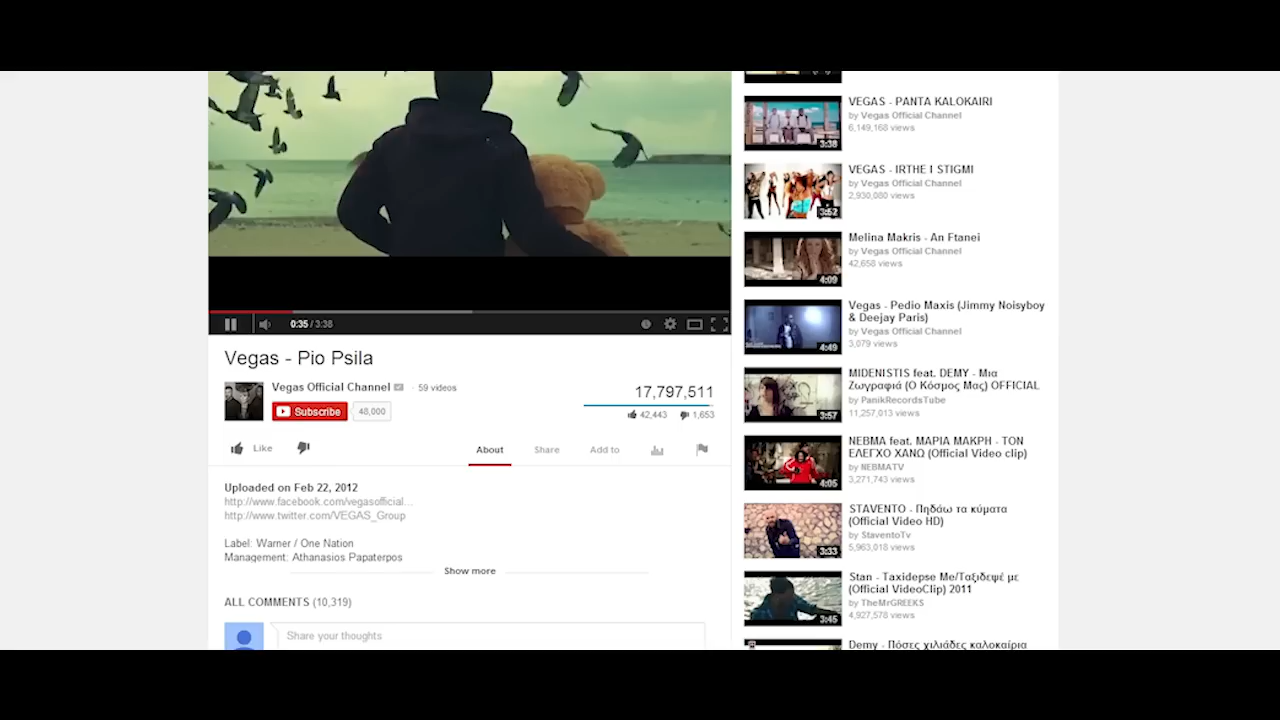 0:35 / 3:38
Vegas - Pio Psila
Vegas Official Channel · 59 videos
Subscribe 48,000
17,797,511
42,443 1,653
Like
About Share Add to
Uploaded on Feb 22, 2012
http://www.facebook.com/vegasofficial...
http://www.twitter.com/VEGAS_Group
Label: Warner / One Nation
Management: Athanasios Papaterpos
Show more
ALL COMMENTS (10,319)
Share your thoughts
VEGAS - PANTA KALOKAIRI
by Vegas Official Channel
6,149,168 views
3:38
VEGAS - IRTHE I STIGMI
by Vegas Official Channel
2,930,080 views
3:52
Melina Makris - An Ftanei
by Vegas Official Channel
42,658 views
4:09
Vegas - Pedio Maxis (Jimmy Noisyboy
& Deejay Paris)
by Vegas Official Channel
3,079 views
4:49
MIDENISTIS feat. DEMY - Μια
Ζωγραφιά (Ο Κόσμος Μας) OFFICIAL
by PanikRecordsTube
11,257,013 views
3:57
ΝΕΒΜΑ feat. ΜΑΡΙΑ ΜΑΚΡΗ - ΤΟΝ
ΕΛΕΓΧΟ ΧΑΝΩ (Official Video clip)
by NEBMATV
3,271,743 views
4:05
STAVENTO - Πηδάω τα κύματα
(Official Video HD)
by StaventoTv
5,963,018 views
3:33
Stan - Taxidepse Me/Ταξιδεψέ με
(Official VideoClip) 2011
by TheMrGREEKS
4,927,578 views
3:45
Demy - Πόσες χιλιάδες καλοκαίρια